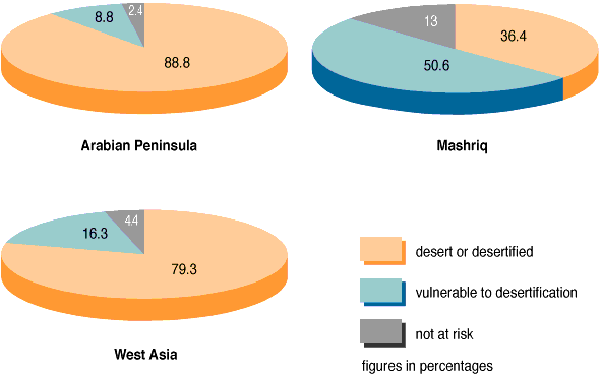 2.4
8.8
88.8
Arabian Peninsula
13
36.4
50.6
Mashriq
4.4
16.3
79.3
West Asia
desert or desertified
vulnerable to desertification
not at risk
figures in percentages